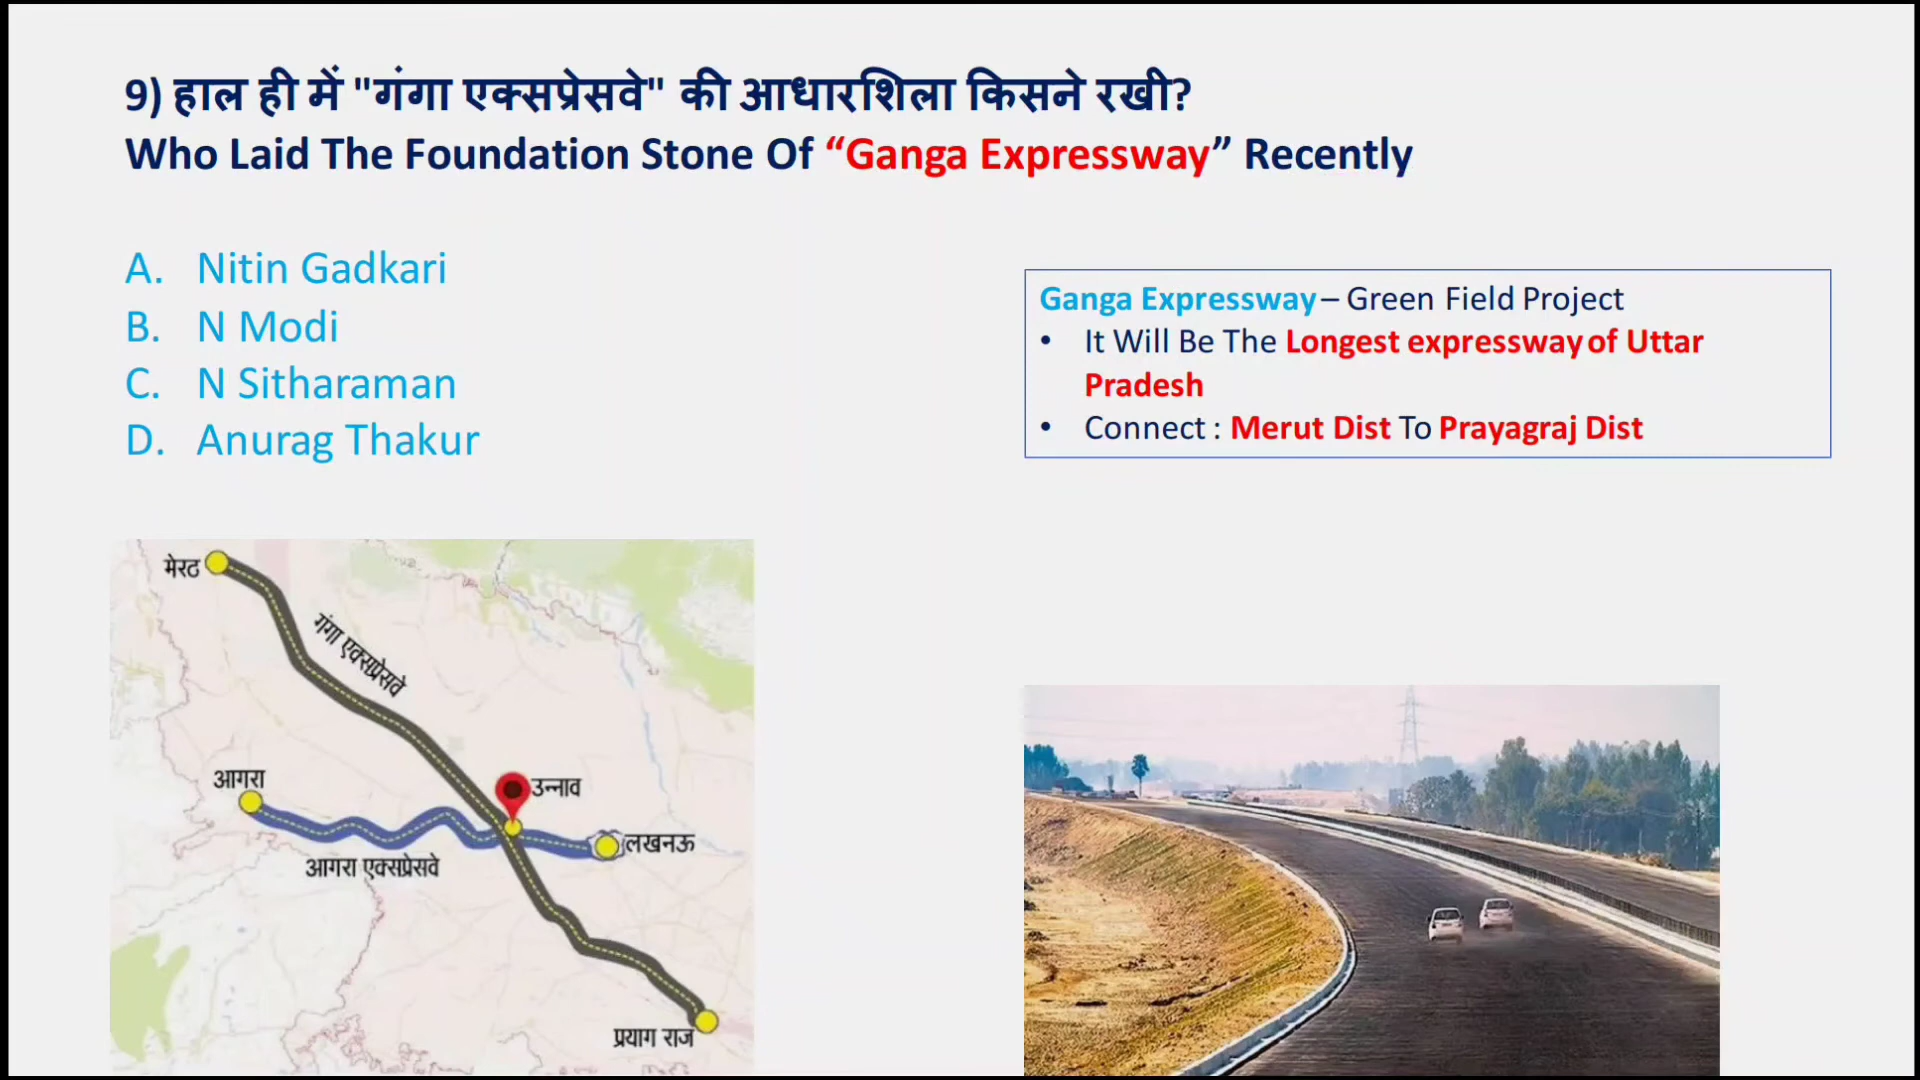 9) हाल ही में "गंगा एक्सप्रेसवे" की आधारशिला किसने रखी?
Who Laid The Foundation Stone Of “Ganga Expressway” Recently
A. Nitin Gadkari
B. N Modi
C. N Sitharaman
D. Anurag Thakur
Ganga Expressway – Green Field Project
• It Will Be The Longest expressway of Uttar
Pradesh
• Connect : Merut Dist To Prayagraj Dist
मेरठ
गंगा एक्सप्रेसवे
आगरा
उन्नाव
लखनऊ
आगरा एक्सप्रेसवे
प्रयाग राज